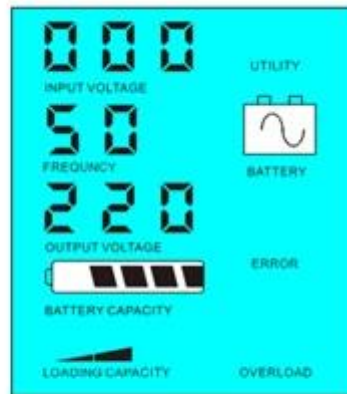 000
UTILITY
INPUT VOLTAGE
50
FREQUNCY
BATTERY
220
OUTPUT VOLTAGE
ERROR
BATTERY CAPACITY
LOADING CAPACITY
OVERLOAD